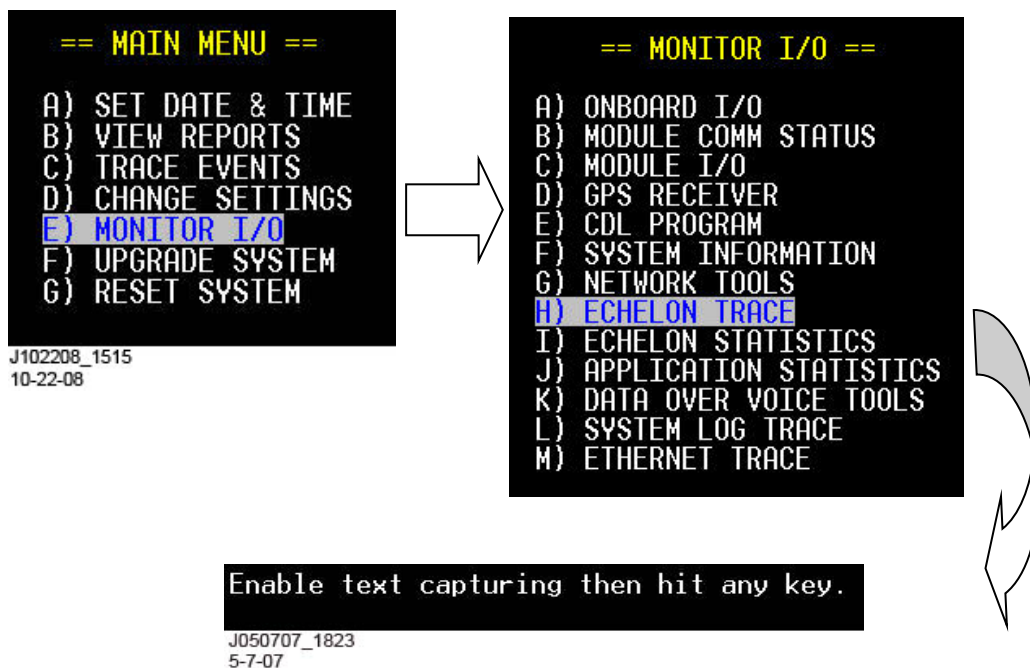 == MAIN MENU ==
A) SET DATE & TIME
B) VIEW REPORTS
C) TRACE EVENTS
D) CHANGE SETTINGS
E) MONITOR I/O
F) UPGRADE SYSTEM
G) RESET SYSTEM
J102208_1515
10-22-08
== MONITOR I/O ==
A) ONBOARD I/O
B) MODULE COMM STATUS
C) MODULE I/O
D) GPS RECEIVER
E) CDL PROGRAM
F) SYSTEM INFORMATION
G) NETWORK TOOLS
H) ECHELON TRACE
I) ECHELON STATISTICS
J) APPLICATION STATISTICS
K) DATA OVER VOICE TOOLS
L) SYSTEM LOG TRACE
M) ETHERNET TRACE
Enable text capturing then hit any key.
J050707_1823
5-7-07